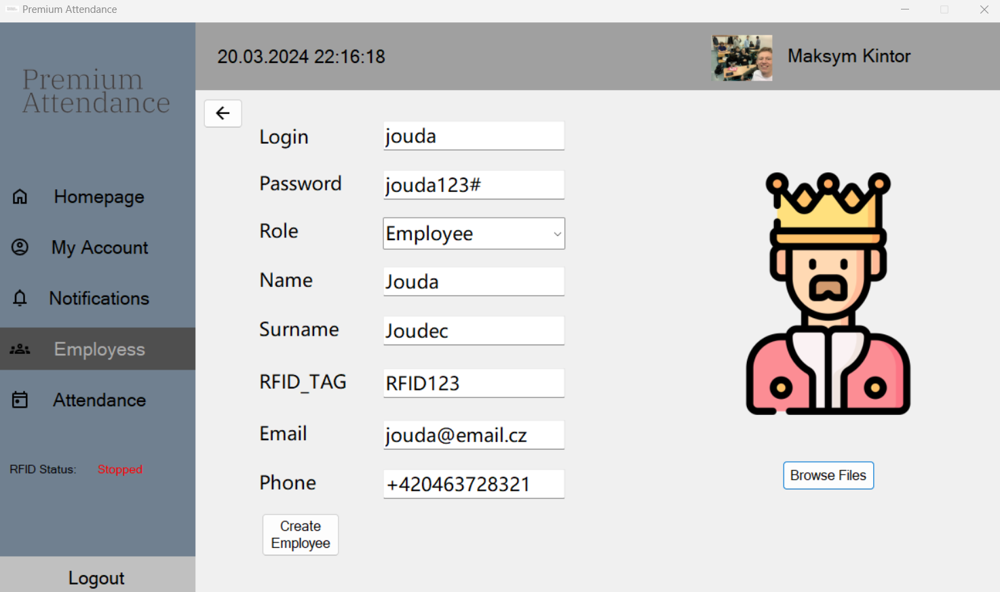 Premium Attendance
20.03.2024 22:16:18
Maksym Kintor
Premium
Attendance
Homepage
My Account
Notifications
Employess
Attendance
RFID Status: Stopped
Logout
Login jouda
Password jouda123#
Role Employee
Name Jouda
Surname Joudec
RFID_TAG RFID123
Email jouda@email.cz
Phone +420463728321
Create
Employee
Browse Files